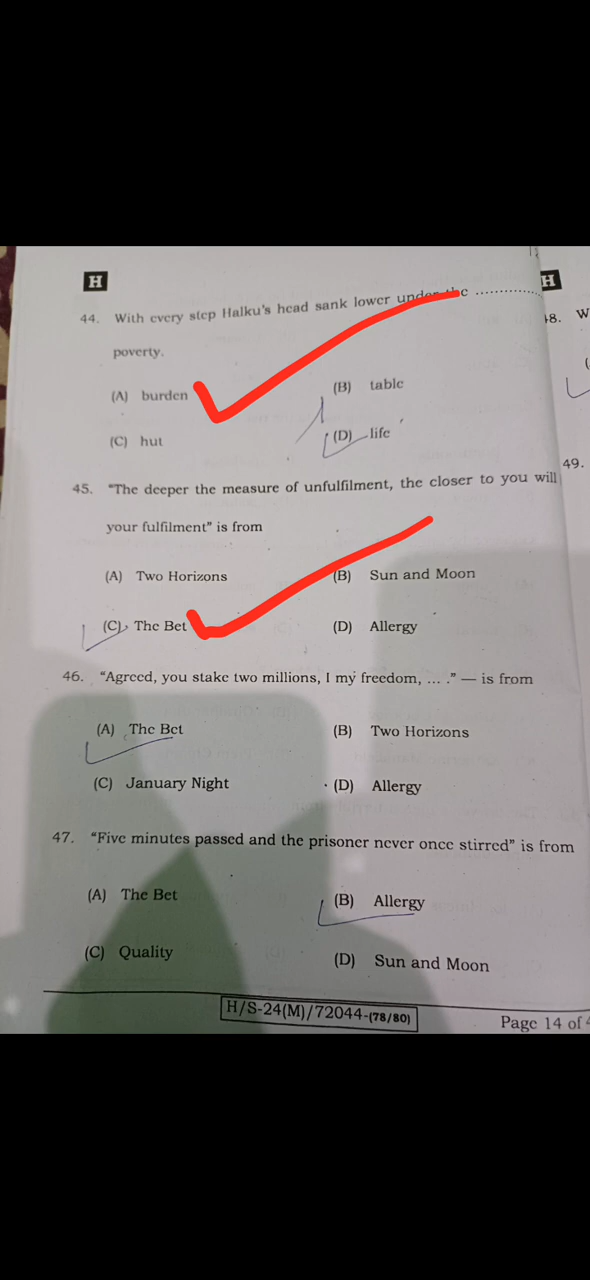 H
H
44. With every step Halku's head sank lower under the ..............
poverty.
(A) burden
(B) table
(C) hut
(D) life
45. "The deeper the measure of unfulfilment, the closer to you will
your fulfilment" is from
(A) Two Horizons
(B) Sun and Moon
(C) The Bet
(D) Allergy
46. "Agreed, you stake two millions, I my freedom, ... ." — is from
(A) The Bet
(B) Two Horizons
(C) January Night
(D) Allergy
47. "Five minutes passed and the prisoner never once stirred" is from
(A) The Bet
(B) Allergy
(C) Quality
(D) Sun and Moon
H/S-24(M)/72044-(78/80)
Page 14 of 4
48. W
49.